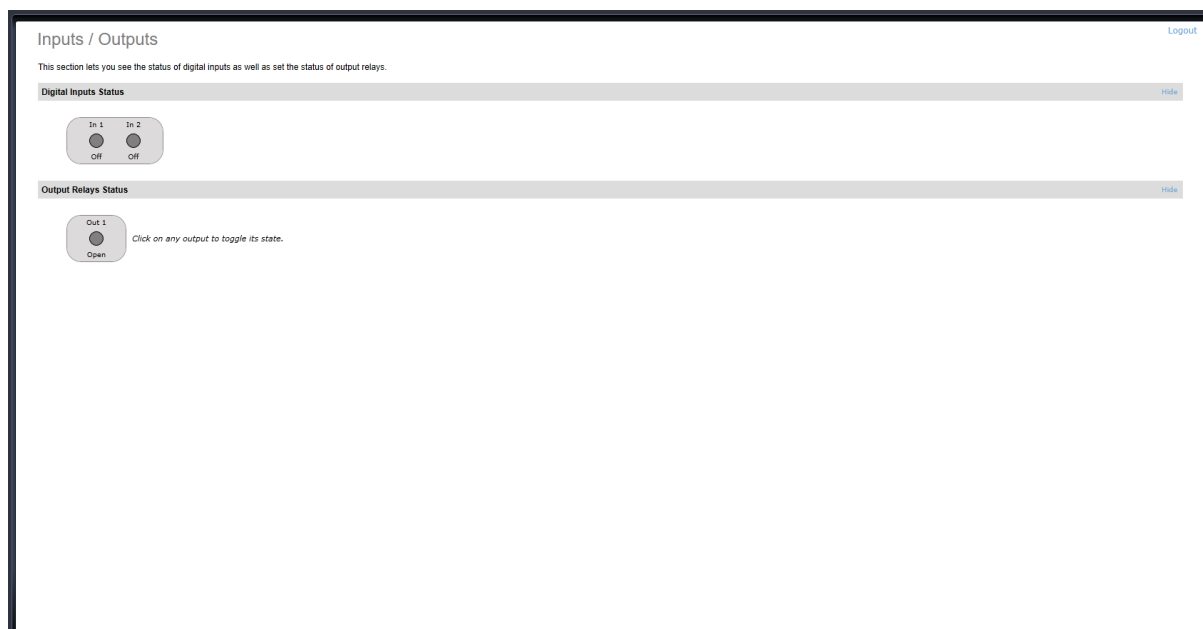 Logout
Inputs / Outputs
This section lets you see the status of digital inputs as well as set the status of output relays.
Digital Inputs Status Hide
In 1 In 2
Off Off
Output Relays Status Hide
Out 1
Click on any output to toggle its state.
Open